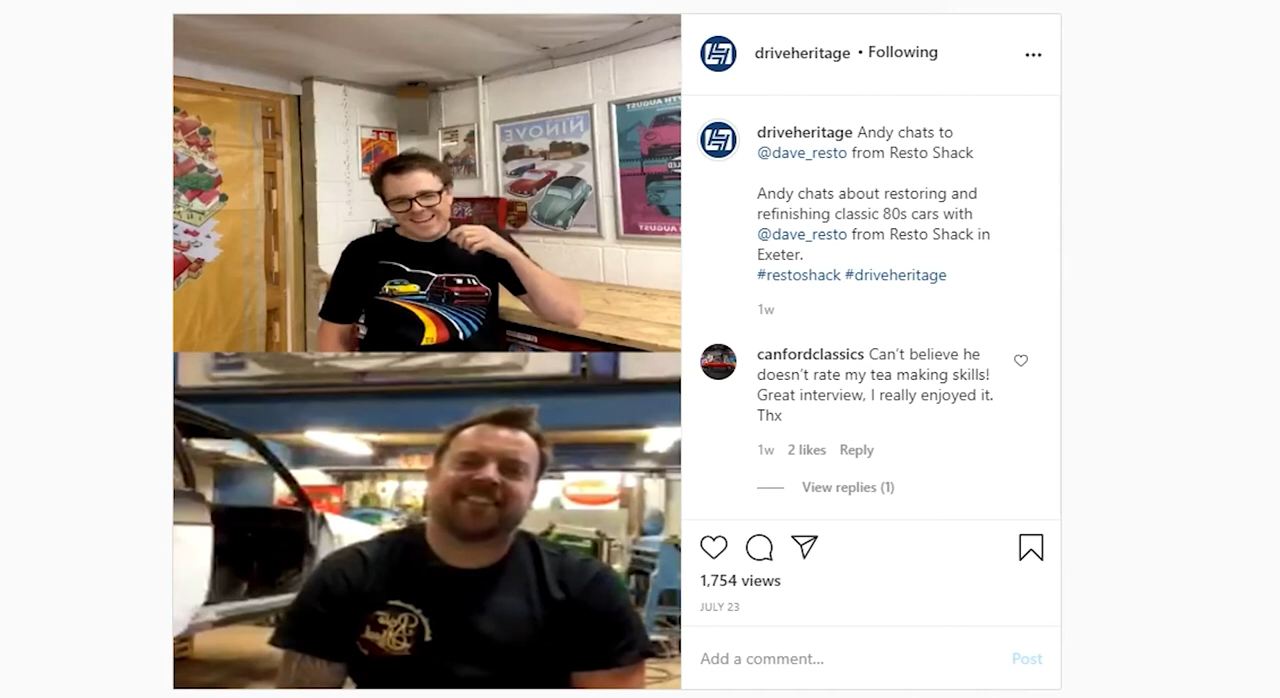 NINOVE
driveheritage • Following
driveheritage Andy chats to
@dave_resto from Resto Shack
Andy chats about restoring and
refinishing classic 80s cars with
@dave_resto from Resto Shack in
Exeter.
#restoshack #driveheritage
1w
canfordclassics Can't believe he
doesn't rate my tea making skills!
Great interview, I really enjoyed it.
Thx
1w 2 likes Reply
View replies (1)
1,754 views
JULY 23
Add a comment... Post